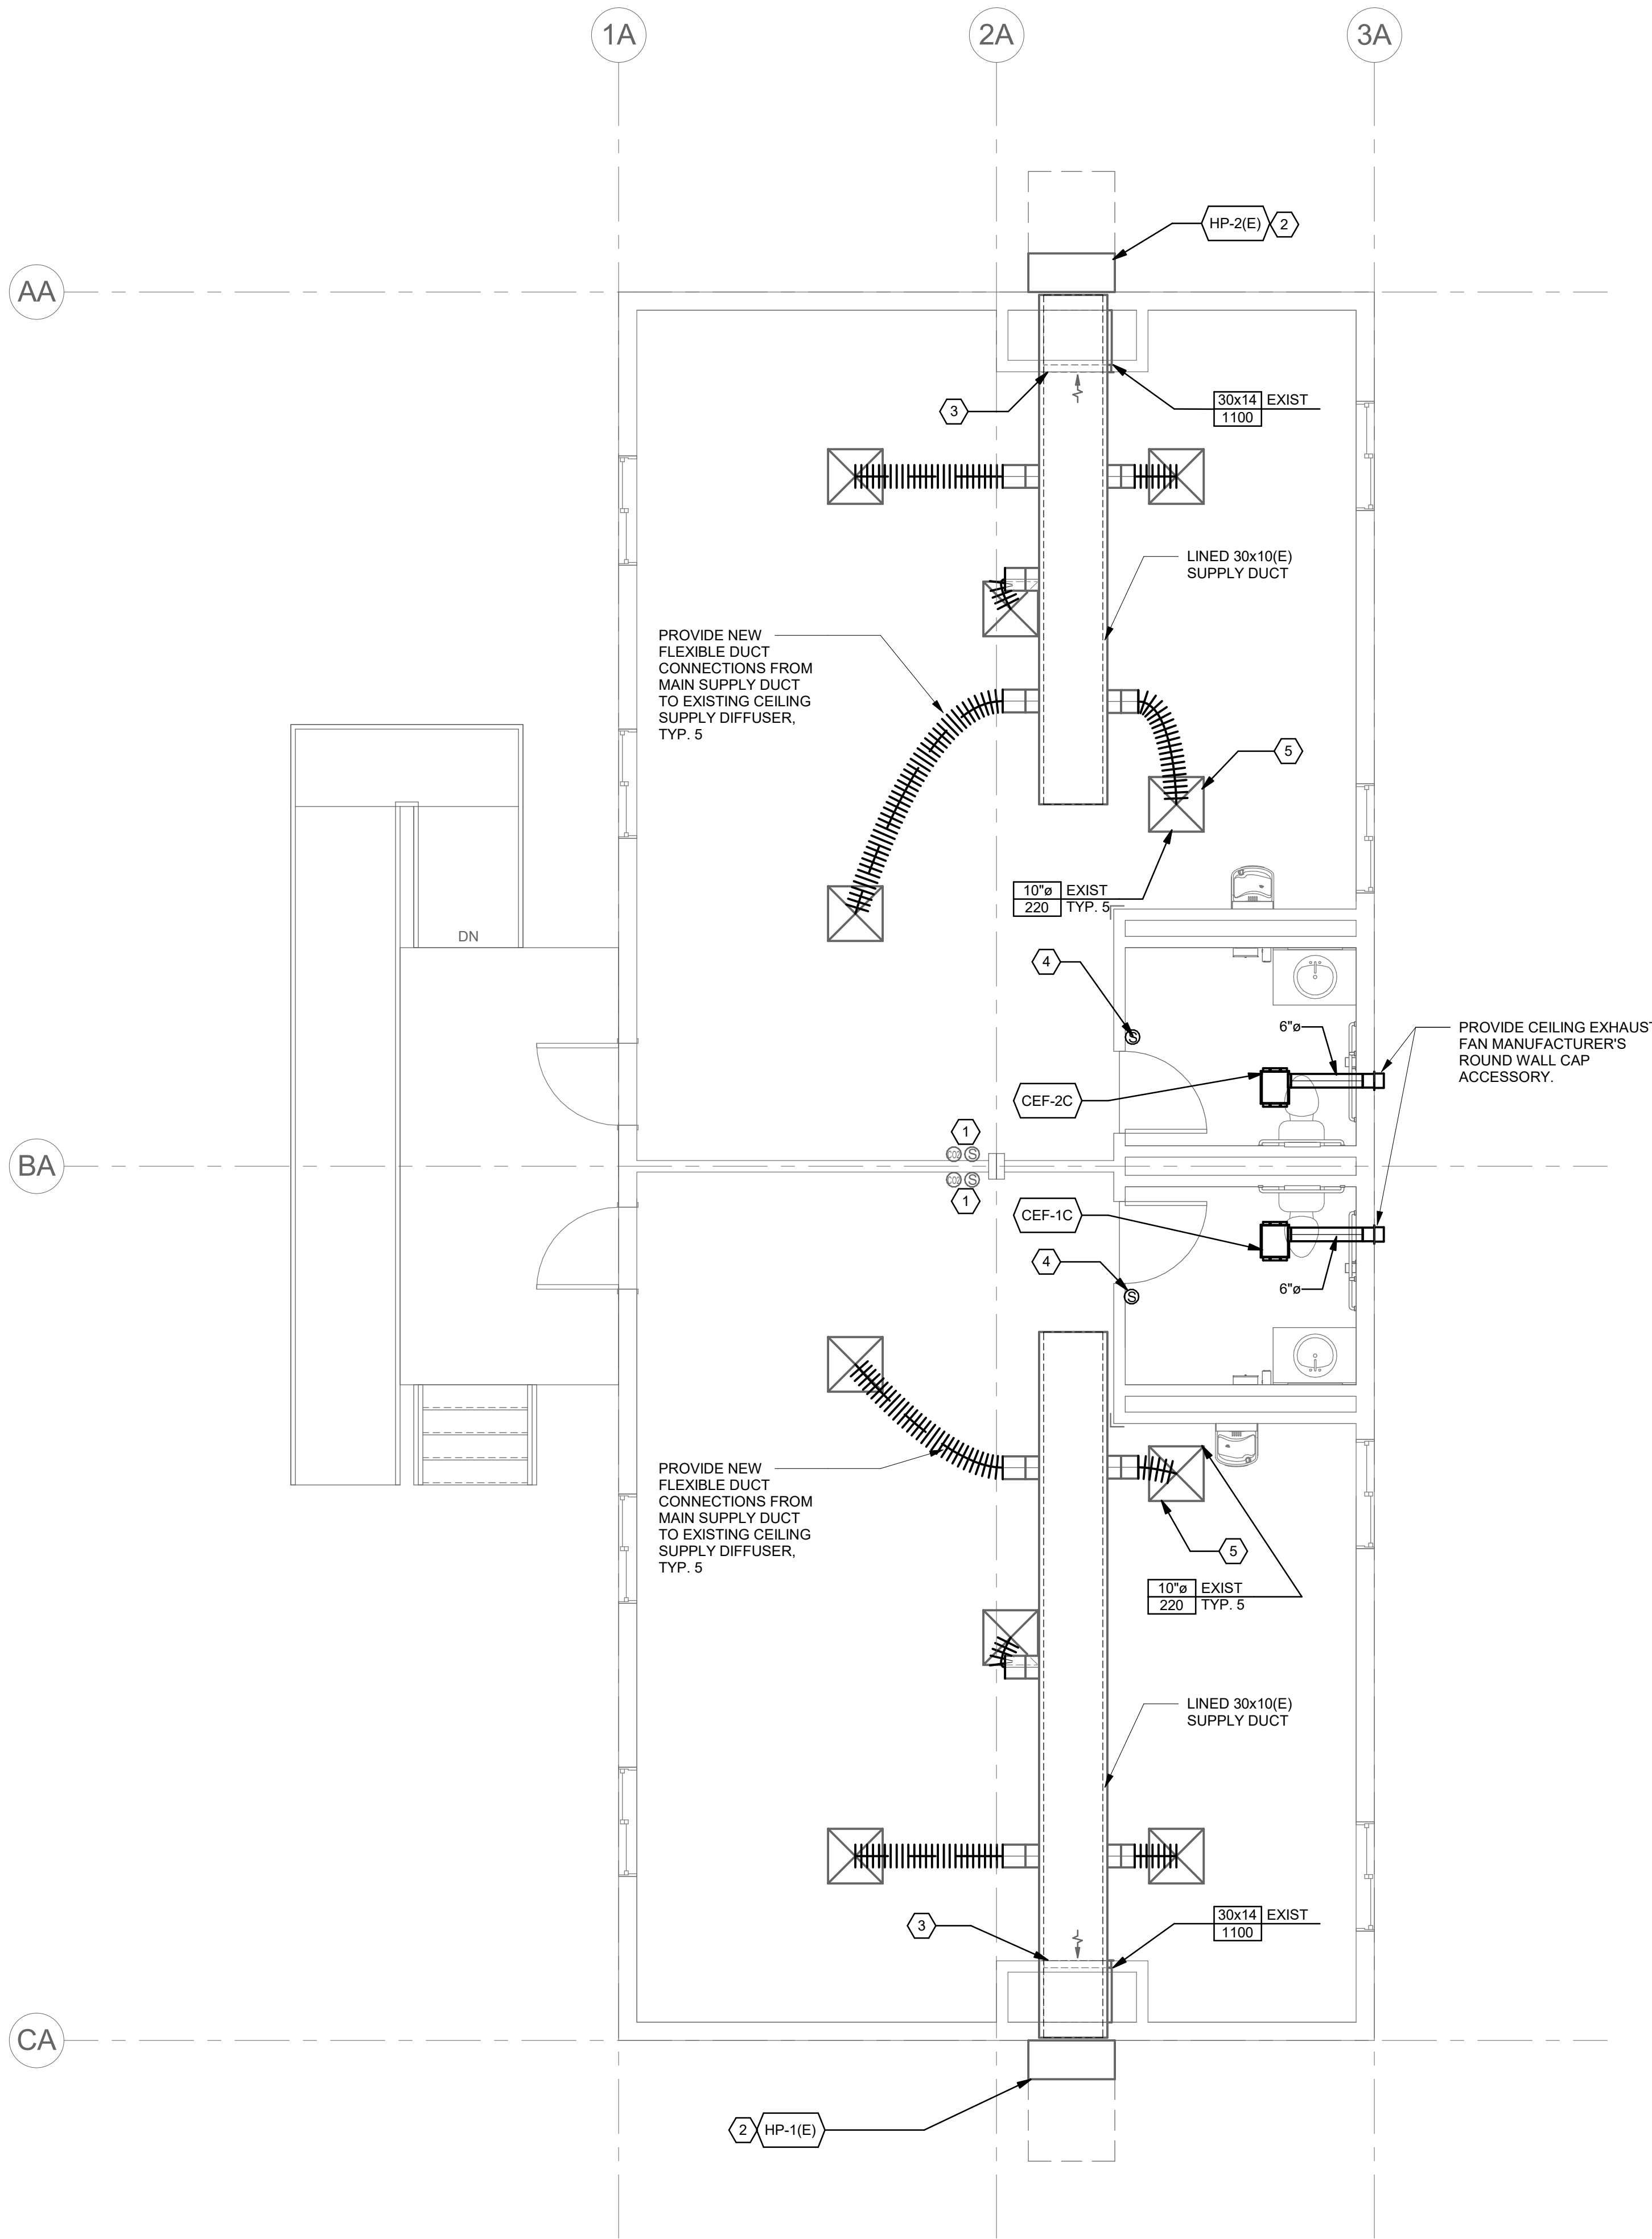 1A
2A
3A
HP-2(E)
2
AA
3
30x14 EXIST
1100
LINED 30x10(E)
SUPPLY DUCT
PROVIDE NEW
FLEXIBLE DUCT
CONNECTIONS FROM
MAIN SUPPLY DUCT
TO EXISTING CEILING
SUPPLY DIFFUSER,
TYP. 5
5
10"ø EXIST
220 TYP. 5
DN
4
6"ø
PROVIDE CEILING EXHAUST
FAN MANUFACTURER'S
ROUND WALL CAP
ACCESSORY.
CEF-2C
1
CO2 S
S
BA
CO2 S
1
CEF-1C
4
6"ø
S
PROVIDE NEW
FLEXIBLE DUCT
CONNECTIONS FROM
MAIN SUPPLY DUCT
TO EXISTING CEILING
SUPPLY DIFFUSER,
TYP. 5
5
10"ø EXIST
220 TYP. 5
LINED 30x10(E)
SUPPLY DUCT
3
30x14 EXIST
1100
CA
2
HP-1(E)